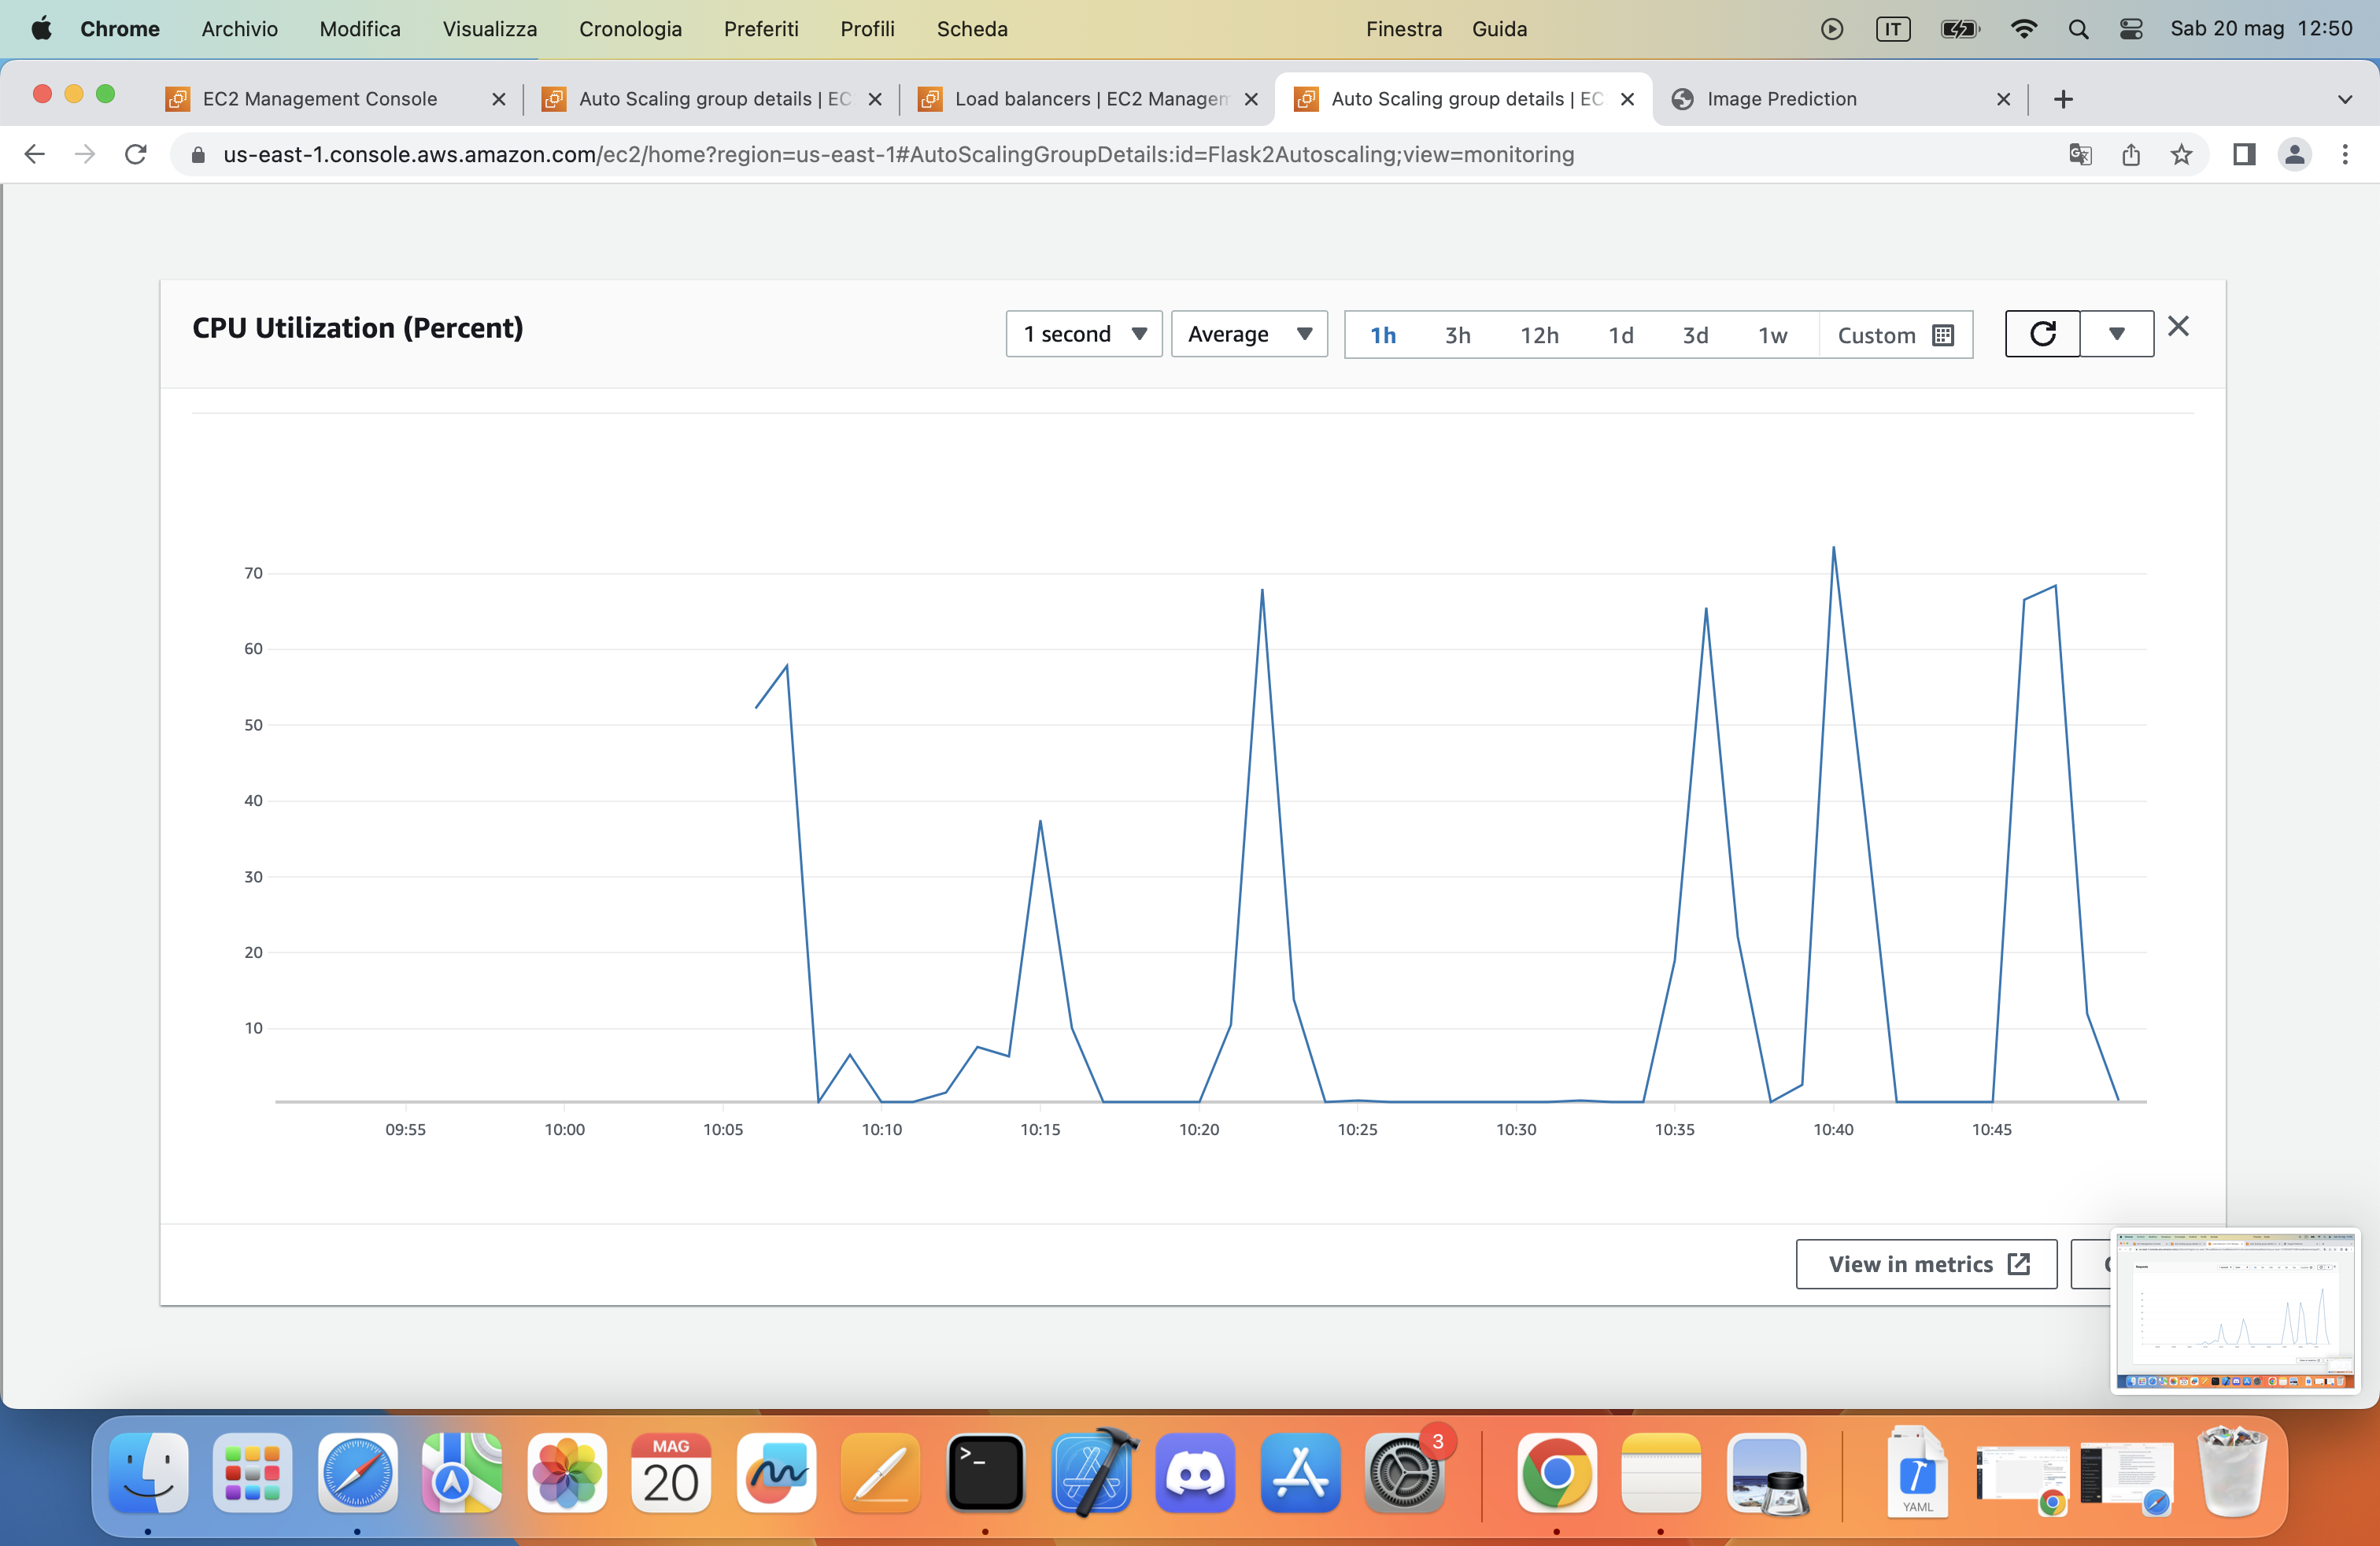 Chrome Archivio Modifica Visualizza Cronologia Preferiti Profili Scheda Finestra Guida IT Sab 20 mag 12:50
EC2 Management Console Auto Scaling group details | EC Load balancers | EC2 Managem Auto Scaling group details | EC Image Prediction
us-east-1.console.aws.amazon.com/ec2/home?region=us-east-1#AutoScalingGroupDetails:id=Flask2Autoscaling;view=monitoring
CPU Utilization (Percent) 1 second Average 1h 3h 12h 1d 3d 1w Custom
70
60
50
40
30
20
10
09:55 10:00 10:05 10:10 10:15 10:20 10:25 10:30 10:35 10:40 10:45
View in metrics
MAG
20
>_
3
YAML